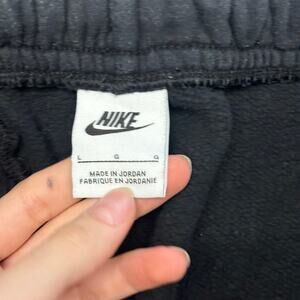 NIKE
L G G
MADE IN JORDAN
FABRIQUE EN JORDANIE